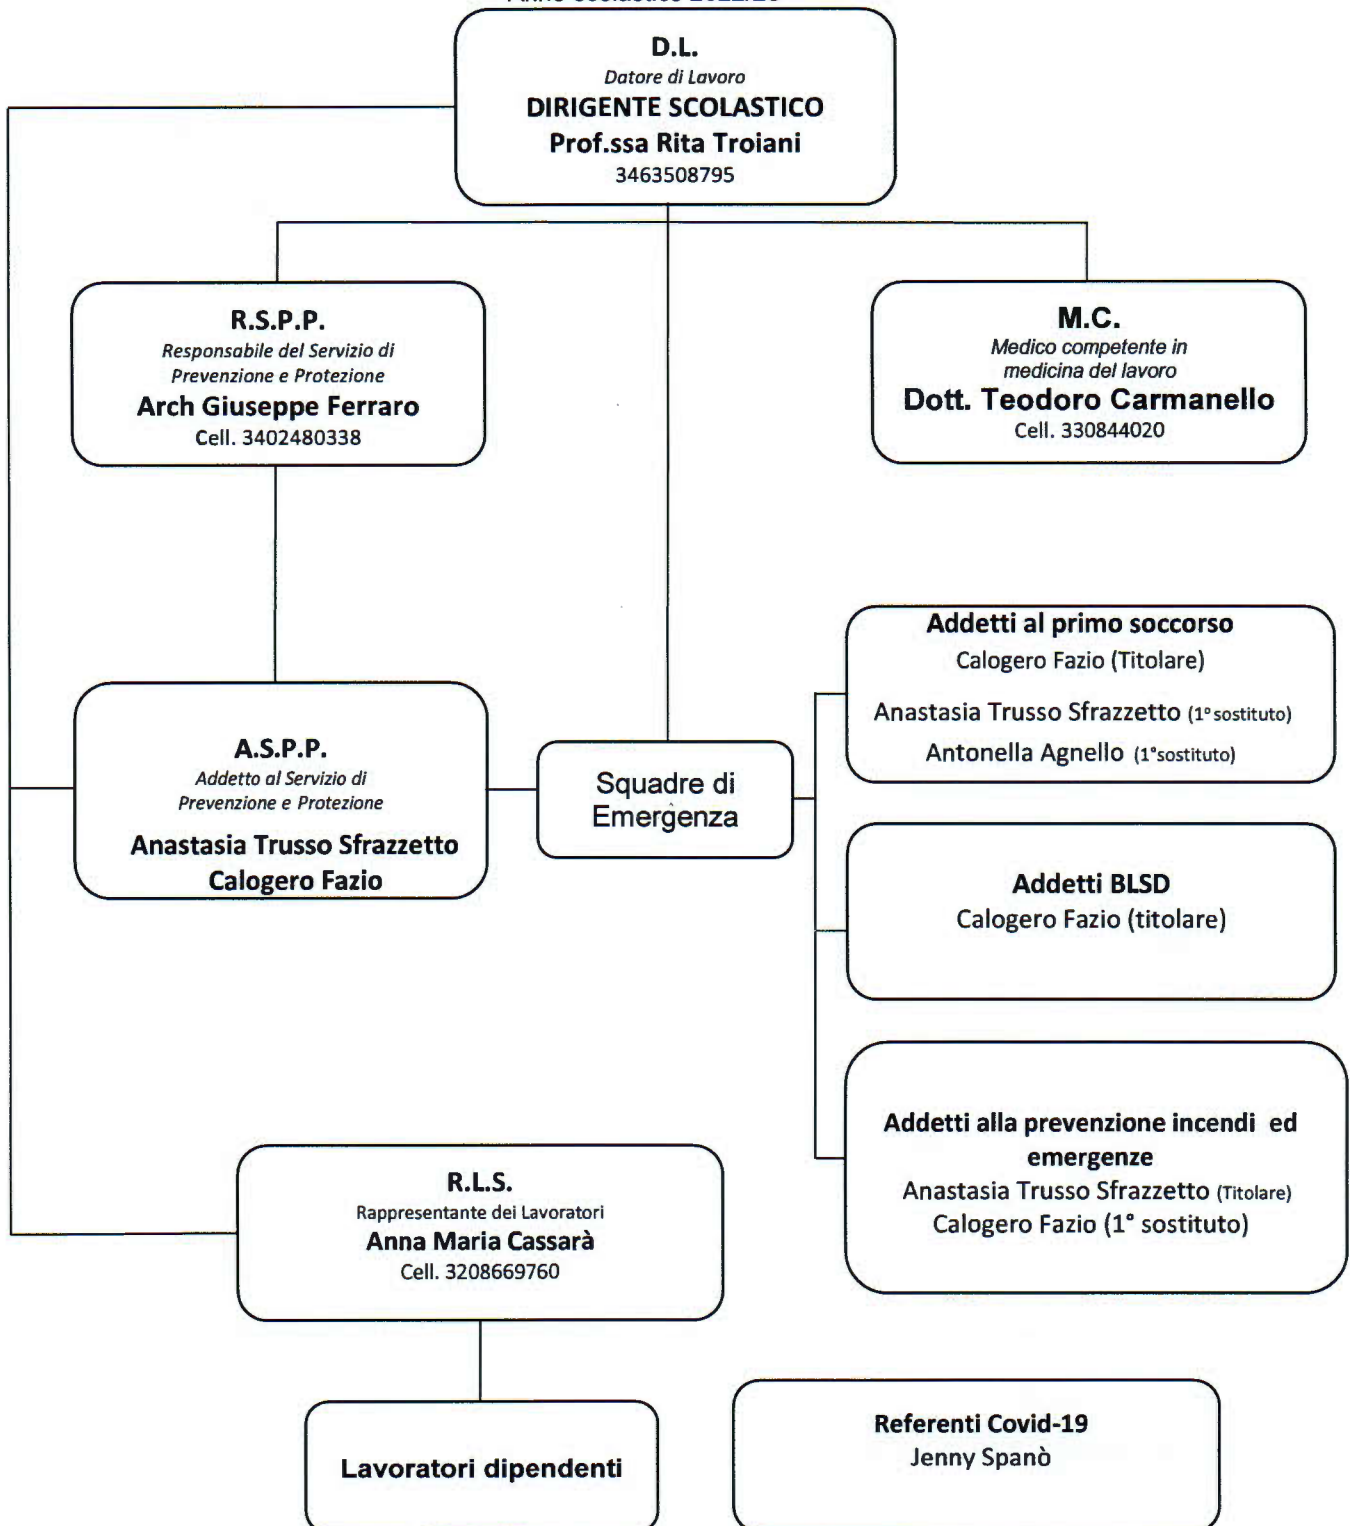 D.L.
Datore di Lavoro
DIRIGENTE SCOLASTICO
Prof.ssa Rita Troiani
3463508795
R.S.P.P.
Responsabile del Servizio di
Prevenzione e Protezione
Arch Giuseppe Ferraro
Cell. 3402480338
M.C.
Medico competente in
medicina del lavoro
Dott. Teodoro Carmanello
Cell. 330844020
A.S.P.P.
Addetto al Servizio di
Prevenzione e Protezione
Anastasia Trusso Sfrazzetto
Calogero Fazio
Squadre di
Emergenza
Addetti al primo soccorso
Calogero Fazio (Titolare)
Anastasia Trusso Sfrazzetto (1° sostituto)
Antonella Agnello (1°sostituto)
Addetti BLSD
Calogero Fazio (titolare)
Addetti alla prevenzione incendi ed
emergenze
Anastasia Trusso Sfrazzetto (Titolare)
Calogero Fazio (1° sostituto)
R.L.S.
Rappresentante dei Lavoratori
Anna Maria Cassarà
Cell. 3208669760
Lavoratori dipendenti
Referenti Covid-19
Jenny Spanò